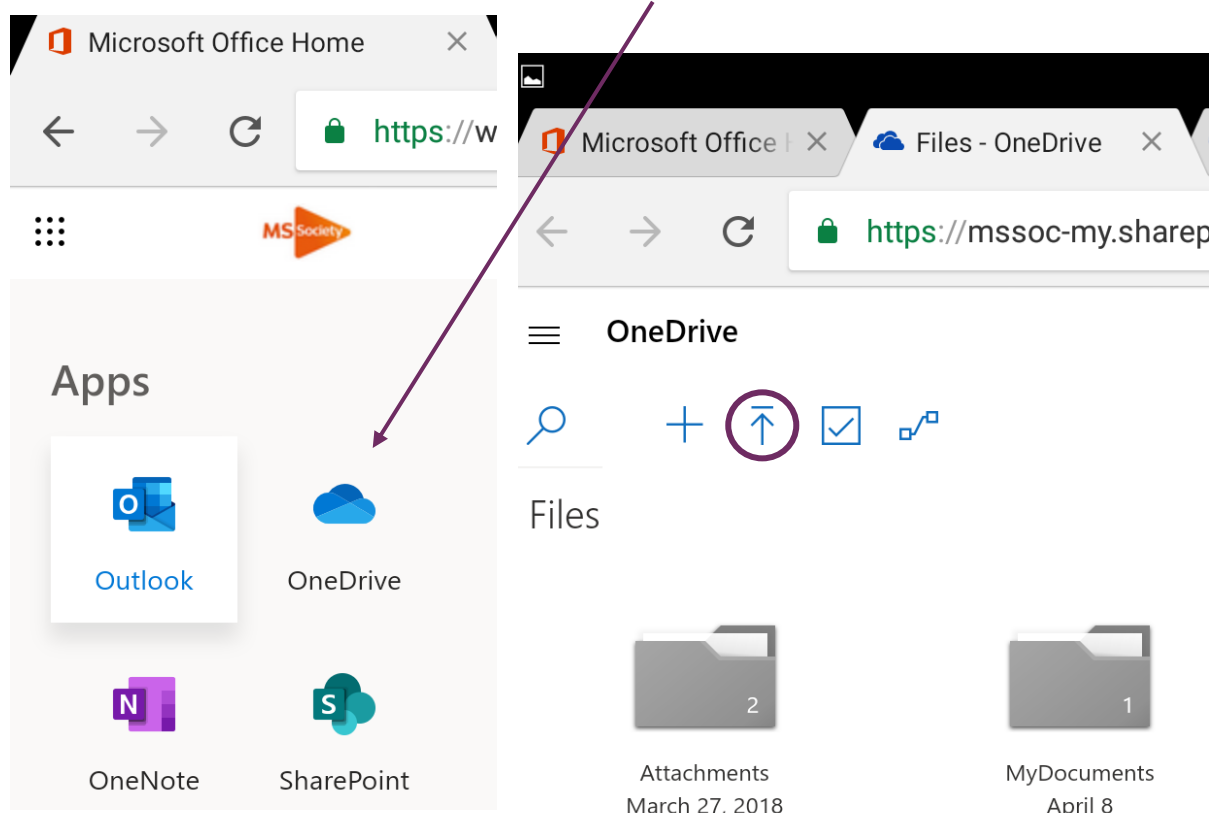 Microsoft Office Home
https://w
MS Society
Apps
Outlook
OneDrive
OneNote
SharePoint
Microsoft Office H
Files - OneDrive
https://mssoc-my.sharep
OneDrive
Files
2
1
Attachments
March 27, 2018
MyDocuments
April 8